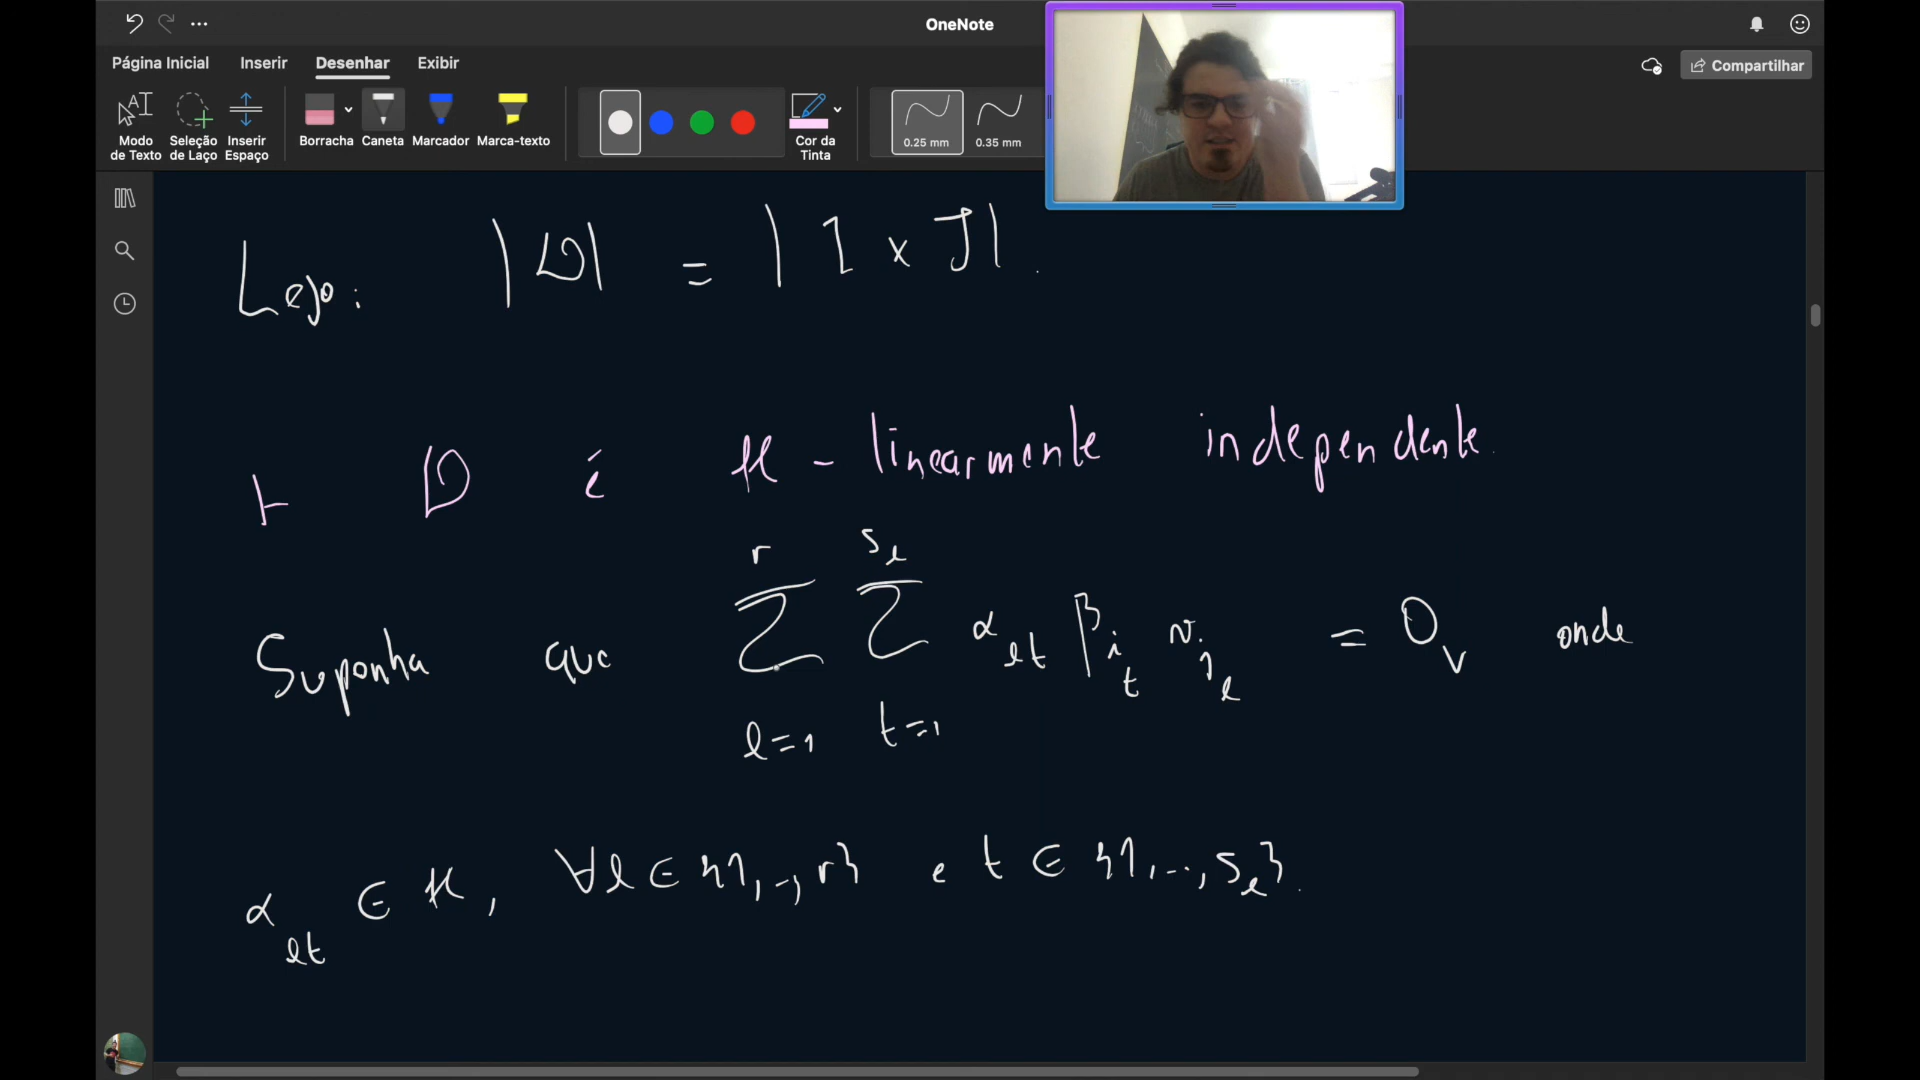 OneNote
Página Inicial Inserir Desenhar Exibir
Compartilhar
Modo de Texto
Seleção de Laço
Inserir Espaço
Borracha
Caneta
Marcador
Marca-texto
Cor da Tinta
0.25 mm
0.35 mm
Logo: |D| = |I x J|.
⊢ D é K-linearmente independente.
Suponha que ∑_{l=1}^{r} ∑_{t=1}^{s_l} α_{lt} β_{i_t} v_{j_l} = 0_V onde
α_{lt} ∈ K, ∀l ∈ {1,..,r} e t ∈ {1,...,s_l}.